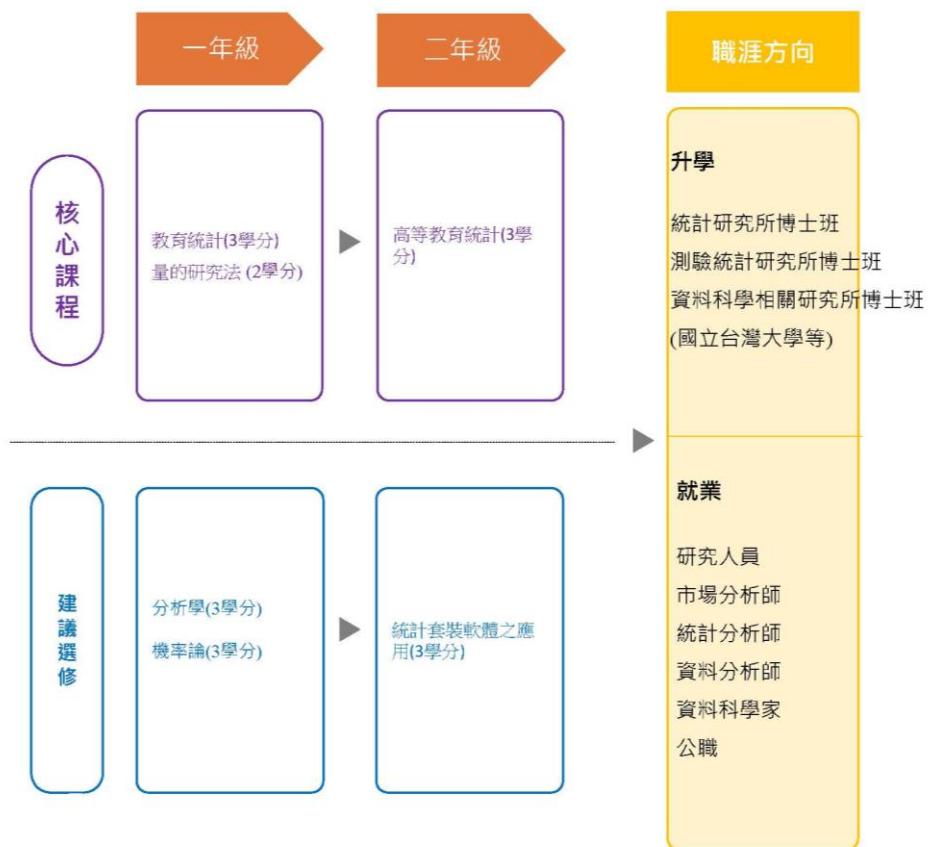 一年級
二年級
職涯方向
核心課程
教育統計(3學分)
量的研究法 (2學分)
高等教育統計(3學
分)
升學
統計研究所博士班
測驗統計研究所博士班
資料科學相關研究所博士班
(國立台灣大學等)
建議選修
分析學(3學分)
機率論(3學分)
統計套裝軟體之應
用(3學分)
就業
研究人員
市場分析師
統計分析師
資料分析師
資料科學家
公職